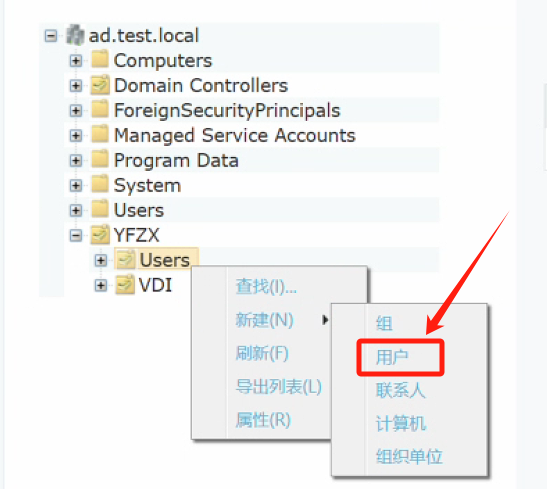 ad.test.local
Computers
Domain Controllers
ForeignSecurityPrincipals
Managed Service Accounts
Program Data
System
Users
YFZX
Users
VDI
查找(I)...
新建(N)
刷新(F)
导出列表(L)
属性(R)
组
用户
联系人
计算机
组织单位